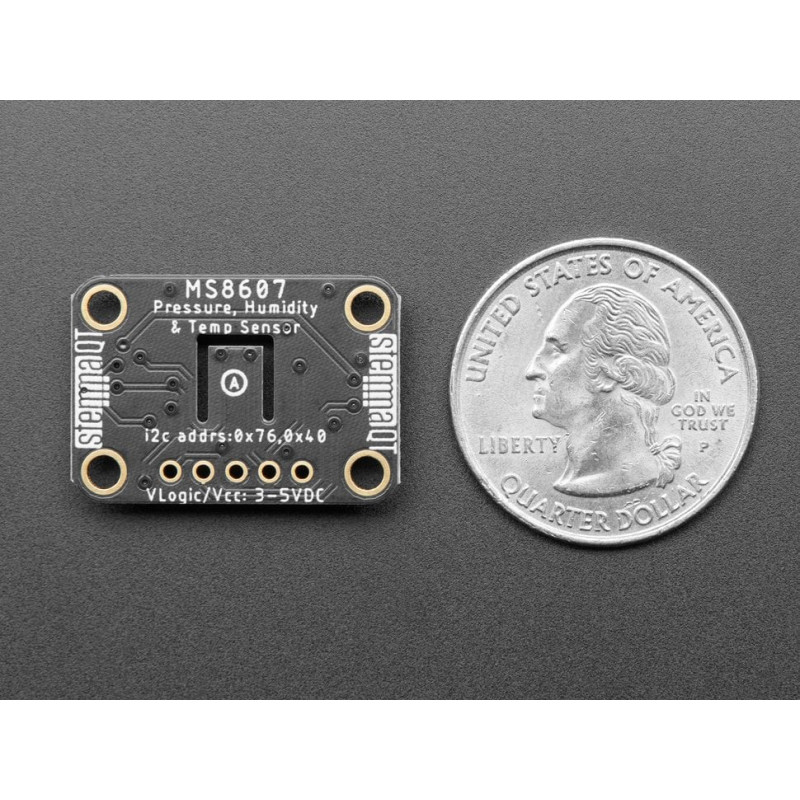 MS8607
Pressure, Humidity
& Temp Sensor
stemmaQT
stemmaQT
A
i2c addrs:0x76,0x40
VLogic/Vcc: 3-5VDC
UNITED STATES OF AMERICA
LIBERTY
IN
GOD WE
TRUST
P
QUARTER DOLLAR